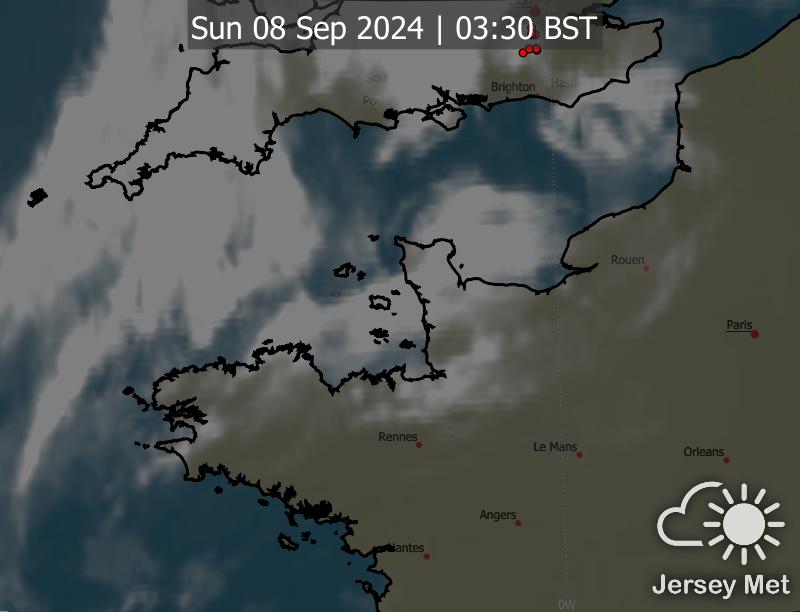 Sun 08 Sep 2024 | 03:30 BST
Brighton
Rouen
Paris
Rennes
Le Mans
Orleans
Angers
Nantes
Jersey Met
0W